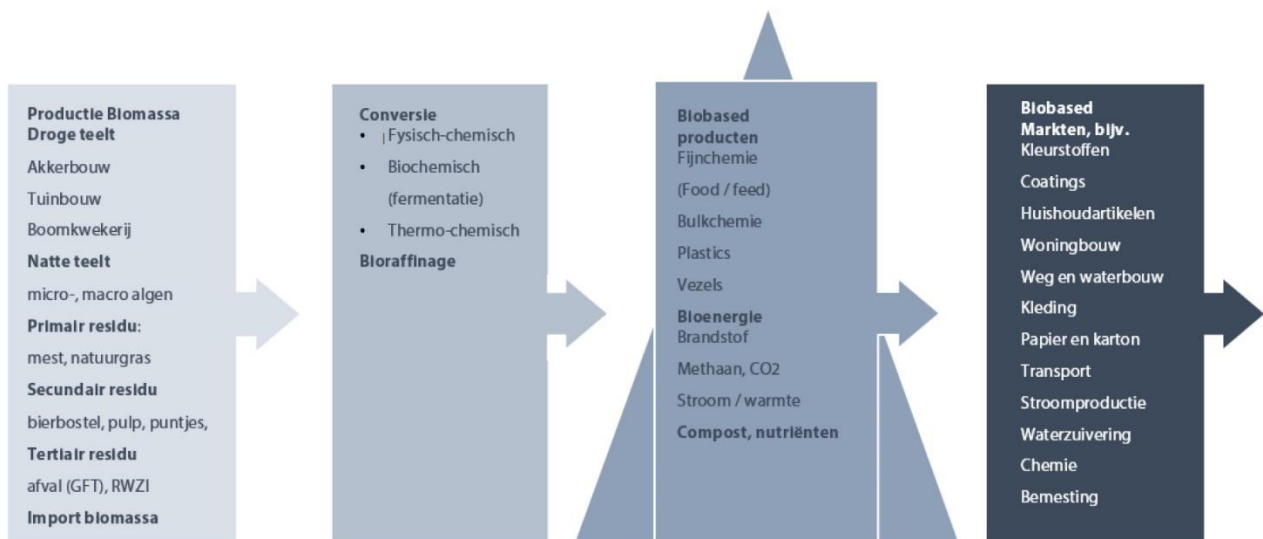 Productie Biomassa
Droge teelt
Akkerbouw
Tuinbouw
Boomkwekerij
Natte teelt
micro-, macro algen
Primair residu:
mest, natuurgras
Secundair residu
bierbostel, pulp, puntjes,
Tertiair residu
afval (GFT), RWZI
Import biomassa
Conversie
• Fysisch-chemisch
• Biochemisch
(fermentatie)
• Thermo-chemisch
Bioraffinage
Biobased
producten
Fijnchemie
(Food / feed)
Bulkchemie
Plastics
Vezels
Bioenergie
Brandstof
Methaan, CO2
Stroom / warmte
Compost, nutriënten
Biobased
Markten, bijv.
Kleurstoffen
Coatings
Huishoudartikelen
Woningbouw
Weg en waterbouw
Kleding
Papier en karton
Transport
Stroomproductie
Waterzuivering
Chemie
Bemesting